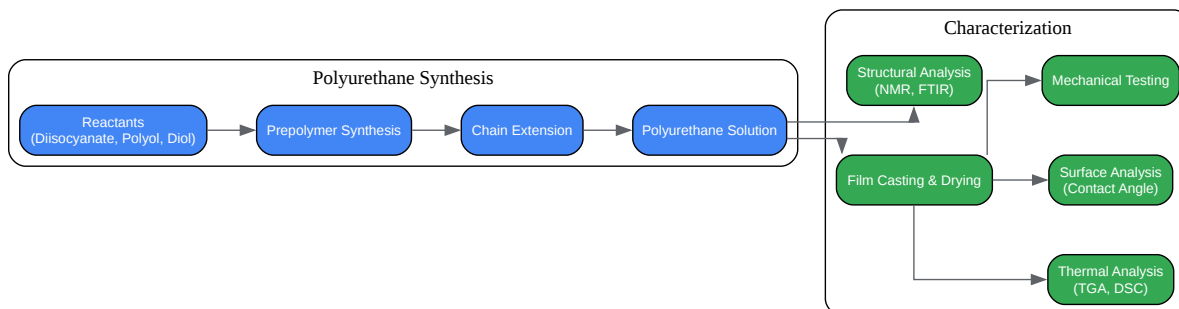 Polyurethane Synthesis
Reactants
(Diisocyanate, Polyol, Diol)
Prepolymer Synthesis
Chain Extension
Polyurethane Solution
Characterization
Structural Analysis
(NMR, FTIR)
Mechanical Testing
Film Casting & Drying
Surface Analysis
(Contact Angle)
Thermal Analysis
(TGA, DSC)